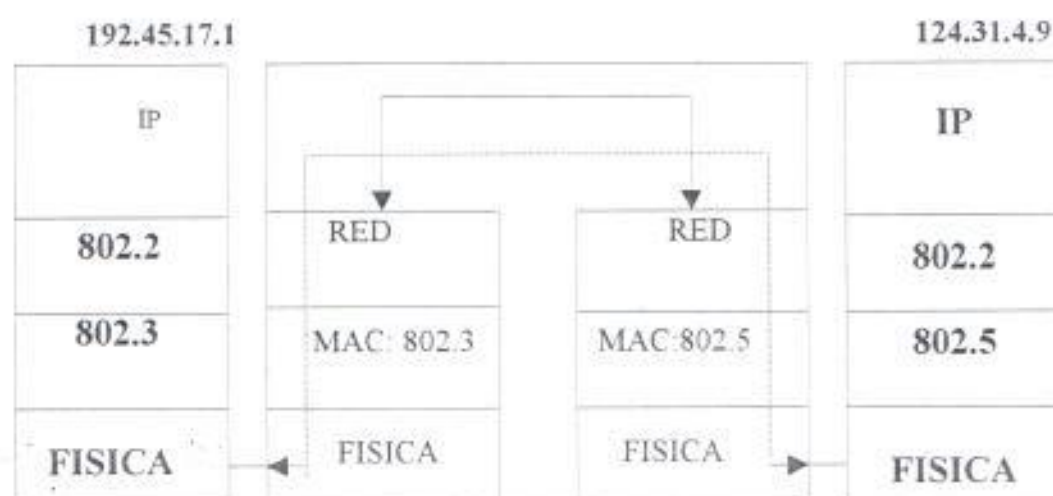 192.45.17.1
124.31.4.9
IP
IP
RED
RED
802.2
802.2
802.3
MAC: 802.3
MAC:802.5
802.5
FISICA
FISICA
FISICA
FISICA